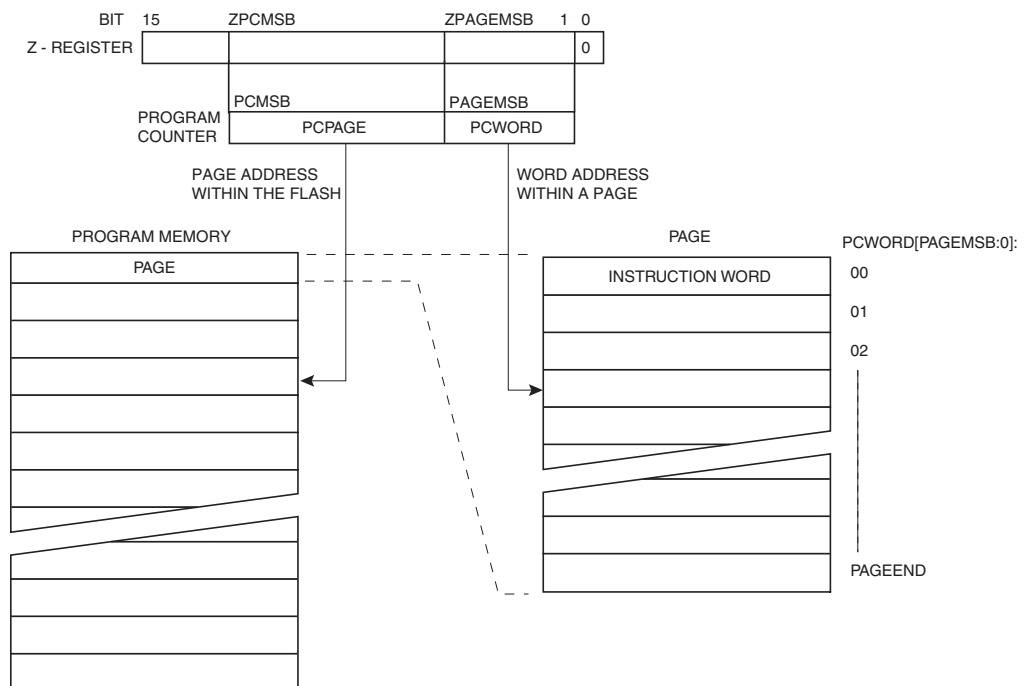 BIT 15 ZPCMSB ZPAGEMSB 1 0
Z - REGISTER 0
PCMSB PAGEMSB
PROGRAM
COUNTER
PCPAGE PCWORD
PAGE ADDRESS
WITHIN THE FLASH
WORD ADDRESS
WITHIN A PAGE
PROGRAM MEMORY
PAGE
PAGE
PCWORD[PAGEMSB:0]:
INSTRUCTION WORD
00
01
02
PAGEEND